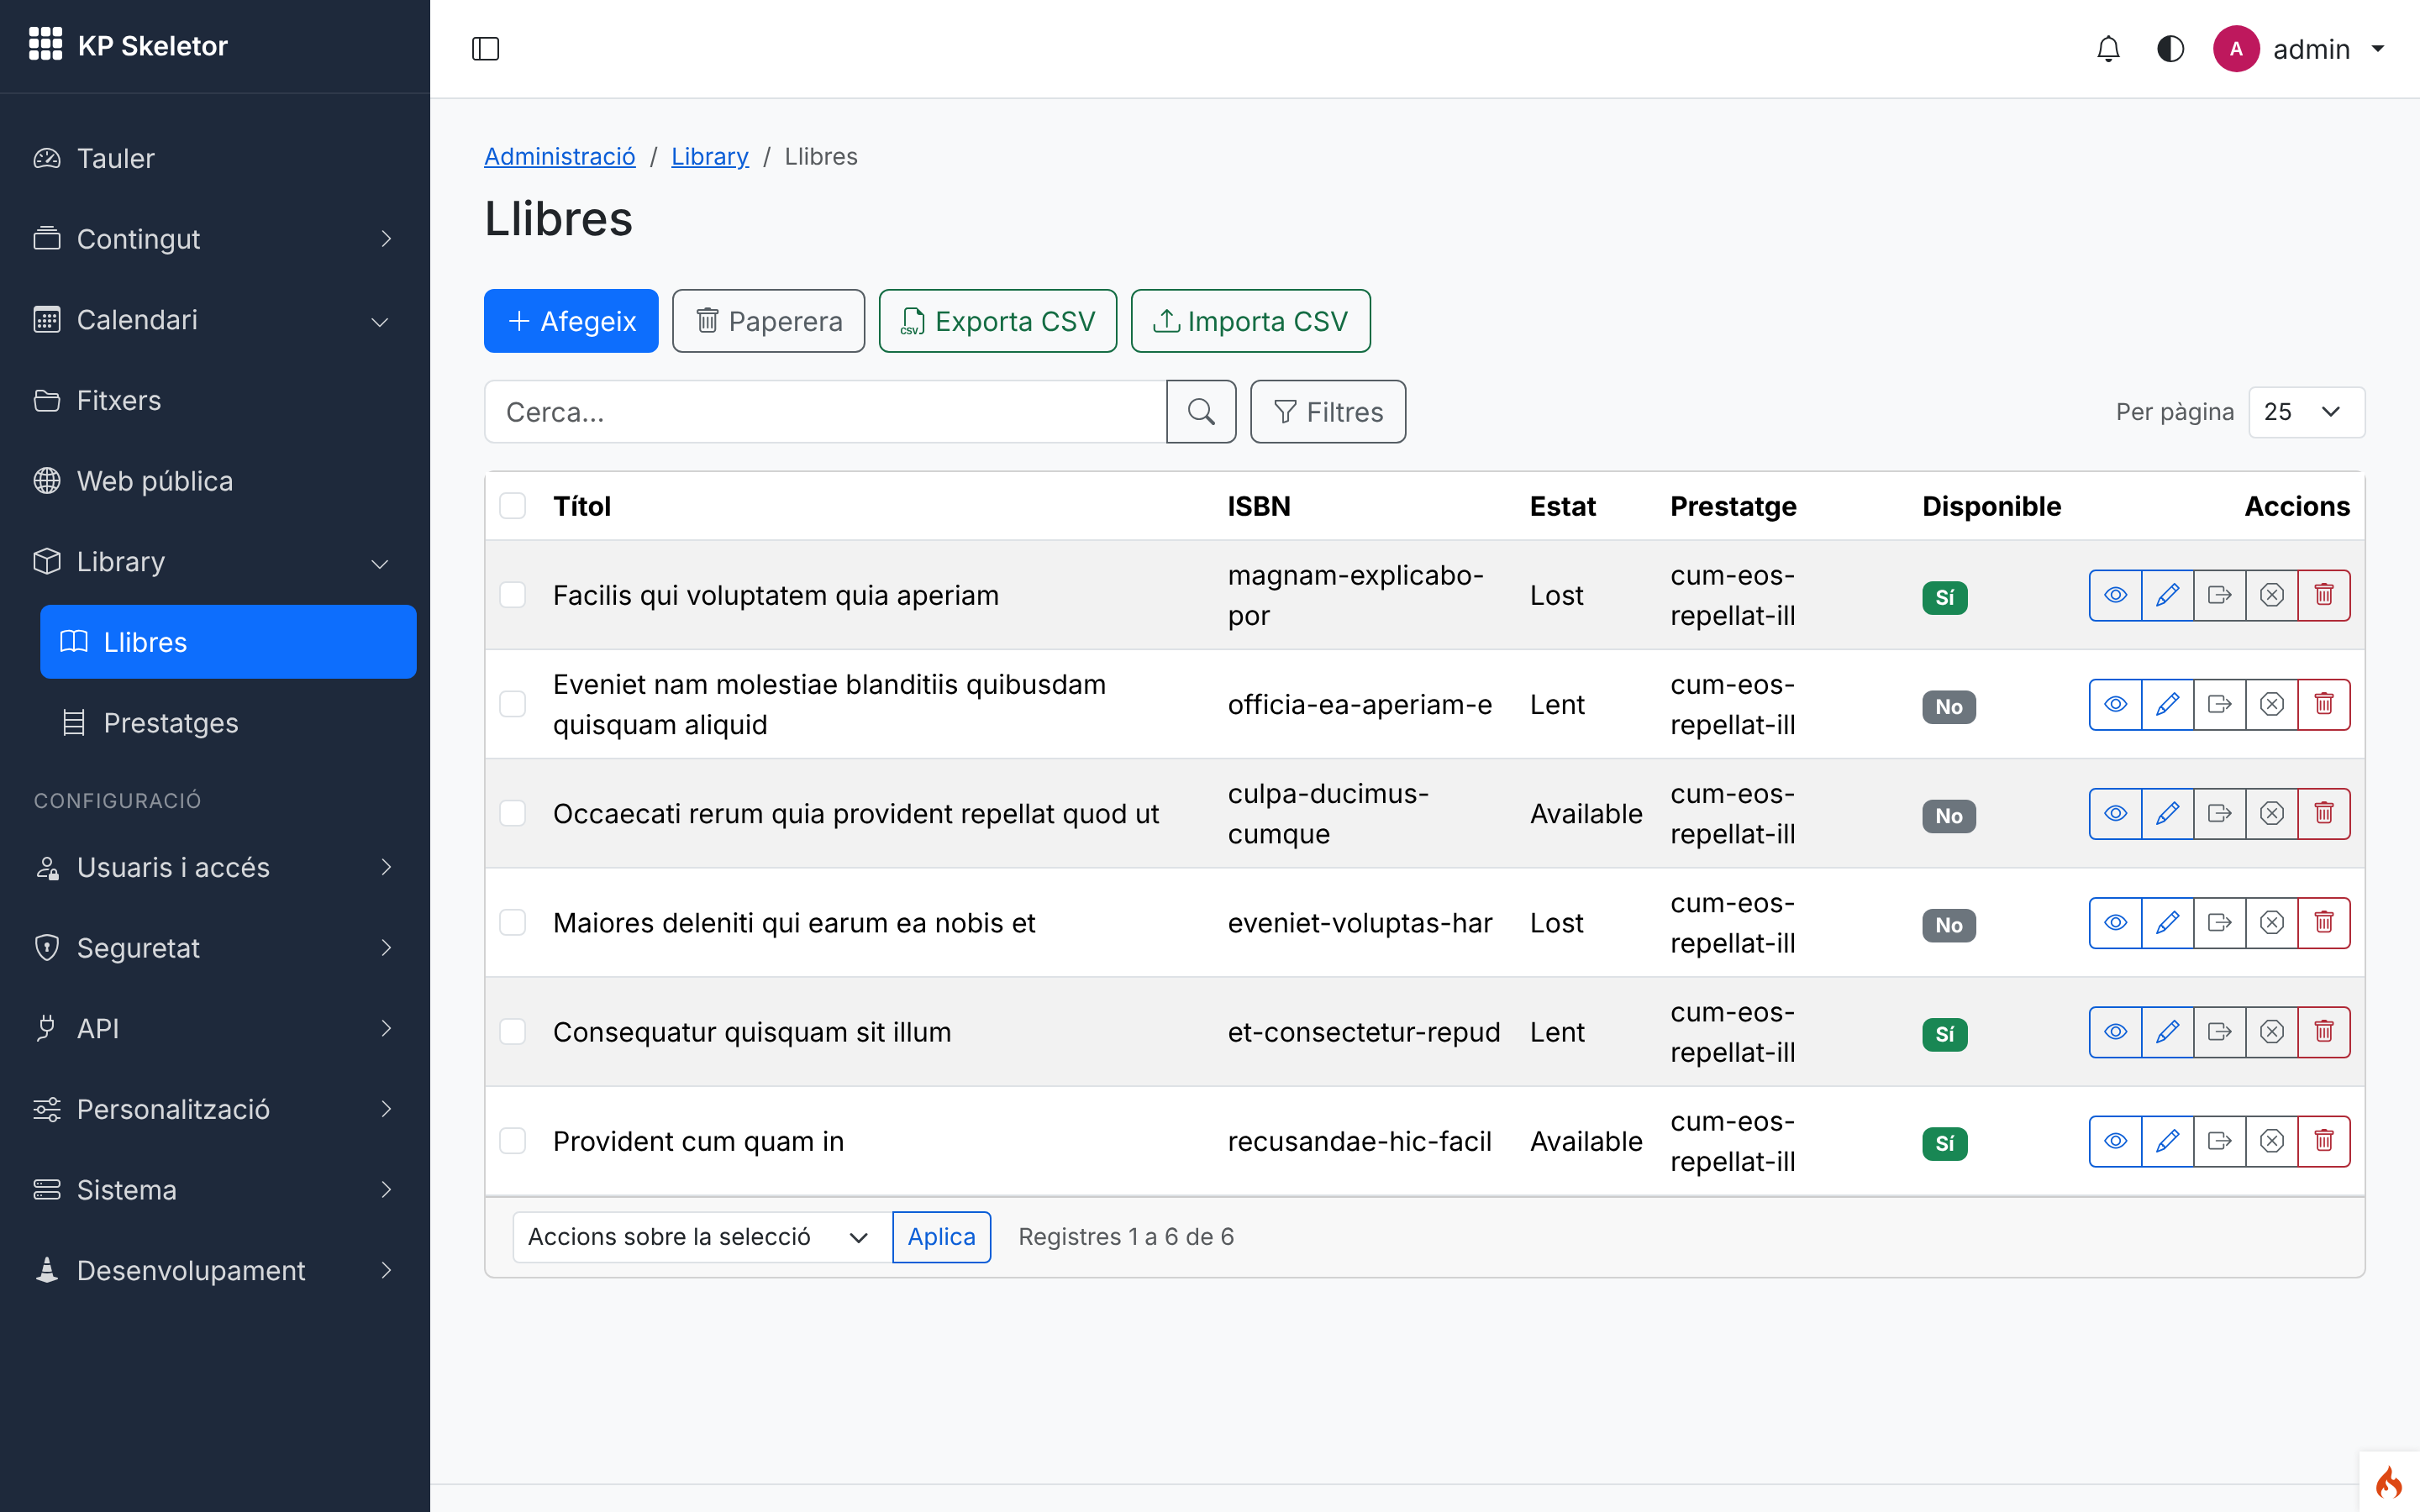 KP Skeletor
A admin
Tauler
Contingut
Calendari
Fitxers
Web pública
Library
Llibres
Prestatges
CONFIGURACIÓ
Usuaris i accés
Seguretat
API
Personalització
Sistema
Desenvolupament
Administració / Library / Llibres
Llibres
Afegeix Paperera CSV Exporta CSV Importa CSV
Cerca... Filtres Per pàgina 25
Títol ISBN Estat Prestatge Disponible Accions
Facilis qui voluptatem quia aperiam magnam-explicabo-
por Lost cum-eos-
repellat-ill Sí
Eveniet nam molestiae blanditiis quibusdam
quisquam aliquid officia-ea-aperiam-e Lent cum-eos-
repellat-ill No
Occaecati rerum quia provident repellat quod ut culpa-ducimus-
cumque Available cum-eos-
repellat-ill No
Maiores deleniti qui earum ea nobis et eveniet-voluptas-har Lost cum-eos-
repellat-ill No
Consequatur quisquam sit illum et-consectetur-repud Lent cum-eos-
repellat-ill Sí
Provident cum quam in recusandae-hic-facil Available cum-eos-
repellat-ill Sí
Accions sobre la selecció Aplica Registres 1 a 6 de 6